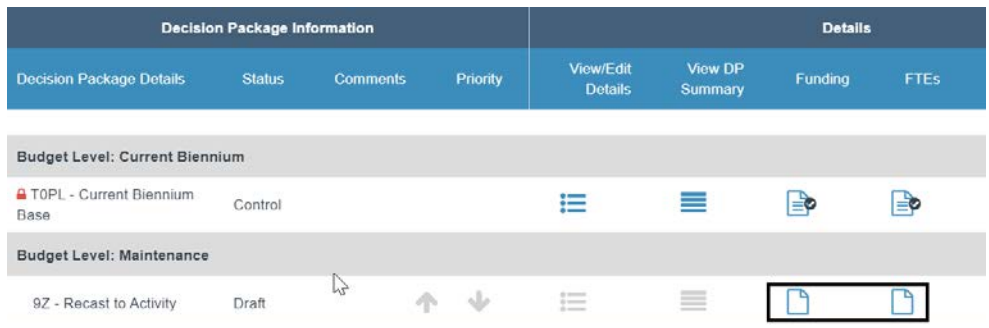 Decision Package Information Details
Decision Package Details Status Comments Priority View/Edit Details View DP Summary Funding FTEs
Budget Level: Current Biennium
T0PL - Current Biennium Base Control
Budget Level: Maintenance
9Z - Recast to Activity Draft